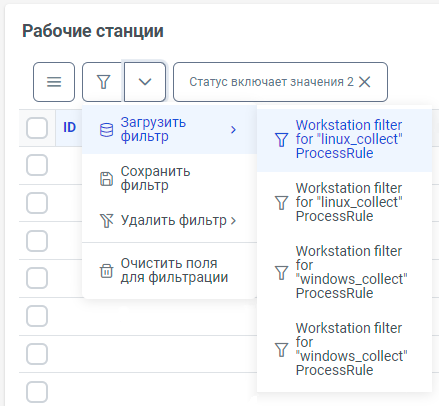 Рабочие станции
Статус включает значения 2
ID
Загрузить
фильтр
Сохранить
фильтр
Удалить фильтр
Очистить поля
для фильтрации
Workstation filter
for "linux_collect"
ProcessRule
Workstation filter
for "linux_collect"
ProcessRule
Workstation filter
for
"windows_collect"
ProcessRule
Workstation filter
for
"windows_collect"
ProcessRule